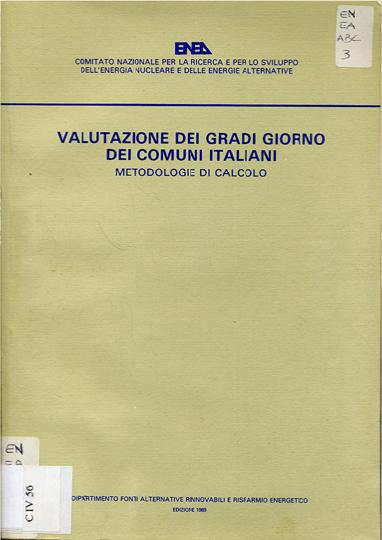 ENEA
COMITATO NAZIONALE PER LA RICERCA E PER LO SVILUPPO
DELL'ENERGIA NUCLEARE E DELLE ENERGIE ALTERNATIVE
EN
EA
ABC
3
VALUTAZIONE DEI GRADI GIORNO
DEI COMUNI ITALIANI
METODOLOGIE DI CALCOLO
EN
CIV 56
DIPARTIMENTO FONTI ALTERNATIVE RINNOVABILI E RISPARMIO ENERGETICO
EDIZIONE 1989